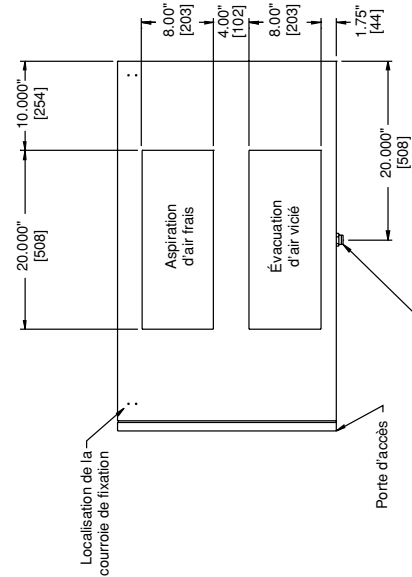 20.000"
[508]
10.000"
[254]
Localisation de la
courroie de fixation
Aspiration
d'air frais
8.00"
[203]
4.00"
[102]
Évacuation
d'air vicié
8.00"
[203]
1.75"
[44]
Porte d'accès
20.000"
[508]